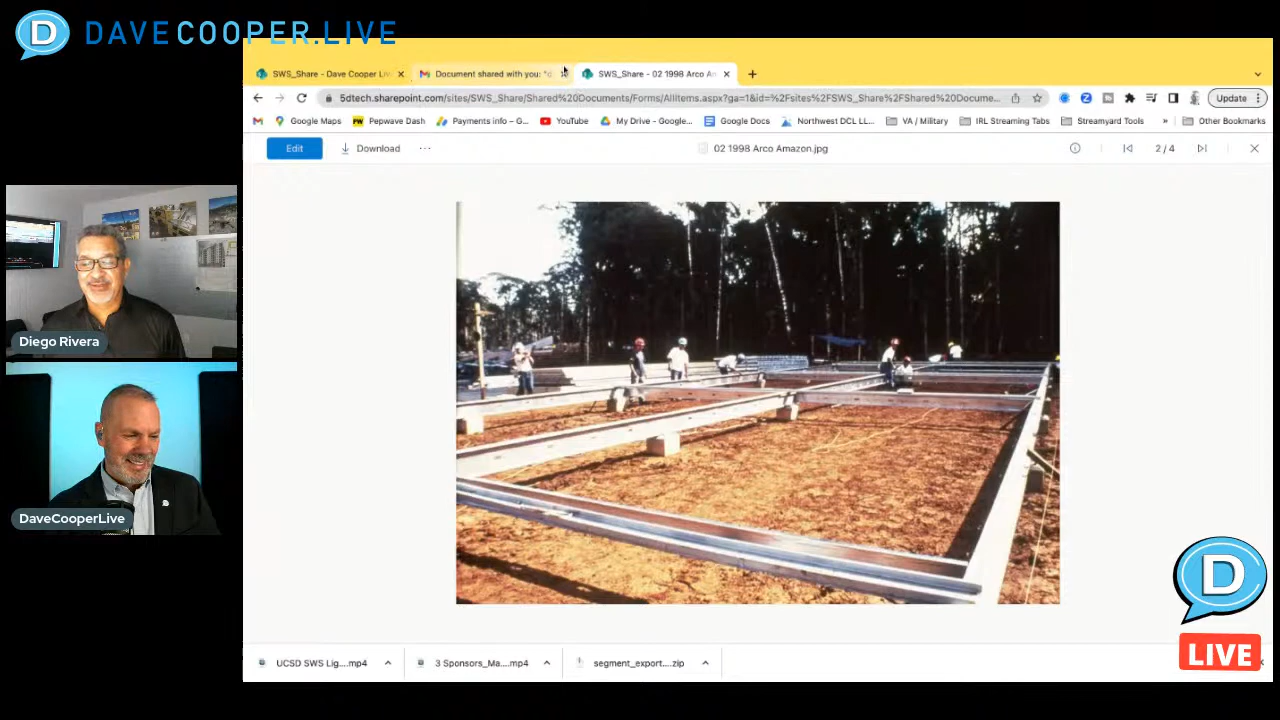 D DAVECOOPER.LIVE
SWS_Share - Dave Cooper Liv
Document shared with you: "d
SWS_Share - 02 1998 Arco Am
5dtech.sharepoint.com/sites/SWS_Share/Shared%20Documents/Forms/AllItems.aspx?ga=1&id=%2Fsites%2FSWS_Share%2FShared%20Docume...
Update
Google Maps
Pepwave Dash
Payments info – G...
YouTube
My Drive - Google...
Google Docs
Northwest DCL LL...
VA / Military
IRL Streaming Tabs
Streamyard Tools
»
Other Bookmarks
Edit
Download
...
02 1998 Arco Amazon.jpg
2 / 4
Diego Rivera
DaveCooperLive
D
LIVE
UCSD SWS Lig....mp4
3 Sponsors_Ma....mp4
segment_export....zip